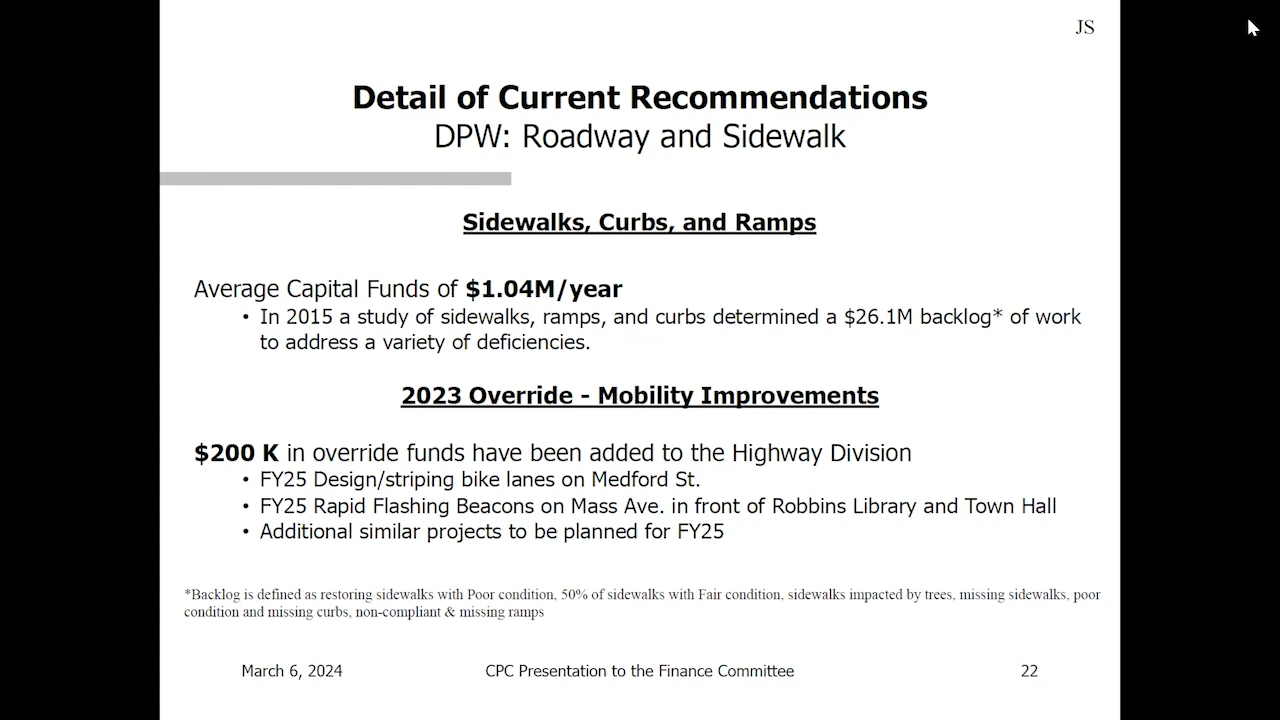 JS
Detail of Current Recommendations
DPW: Roadway and Sidewalk
Sidewalks, Curbs, and Ramps
Average Capital Funds of $1.04M/year
• In 2015 a study of sidewalks, ramps, and curbs determined a $26.1M backlog* of work
to address a variety of deficiencies.
2023 Override - Mobility Improvements
$200 K in override funds have been added to the Highway Division
• FY25 Design/striping bike lanes on Medford St.
• FY25 Rapid Flashing Beacons on Mass Ave. in front of Robbins Library and Town Hall
• Additional similar projects to be planned for FY25
*Backlog is defined as restoring sidewalks with Poor condition, 50% of sidewalks with Fair condition, sidewalks impacted by trees, missing sidewalks, poor
condition and missing curbs, non-compliant & missing ramps
March 6, 2024 CPC Presentation to the Finance Committee 22